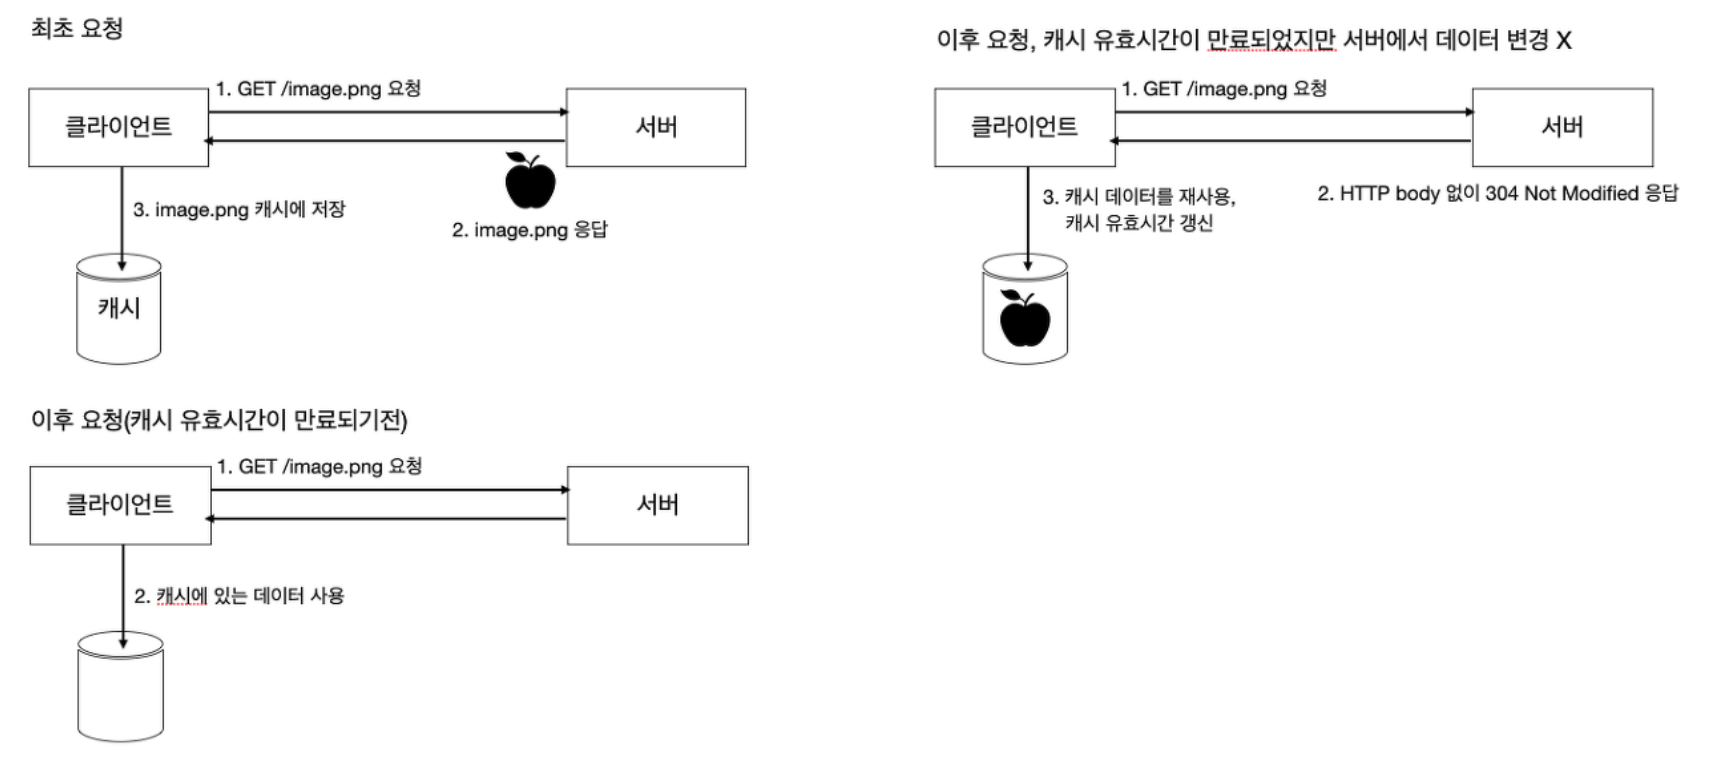 최초 요청
1. GET /image.png 요청
클라이언트
서버
3. image.png 캐시에 저장
2. image.png 응답
캐시
이후 요청, 캐시 유효시간이 만료되었지만 서버에서 데이터 변경 X
1. GET /image.png 요청
클라이언트
서버
2. HTTP body 없이 304 Not Modified 응답
3. 캐시 데이터를 재사용,
캐시 유효시간 갱신
이후 요청(캐시 유효시간이 만료되기전)
1. GET /image.png 요청
클라이언트
서버
2. 캐시에 있는 데이터 사용